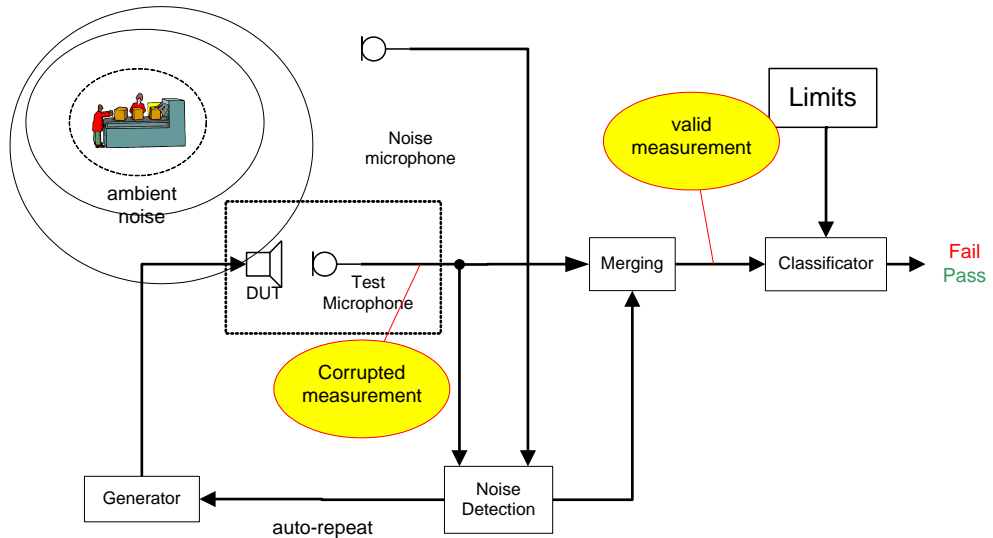 Noise
microphone
ambient
noise
DUT
Test
Microphone
Corrupted
measurement
valid
measurement
Limits
Merging
Classificator
Fail
Pass
Generator
auto-repeat
Noise
Detection